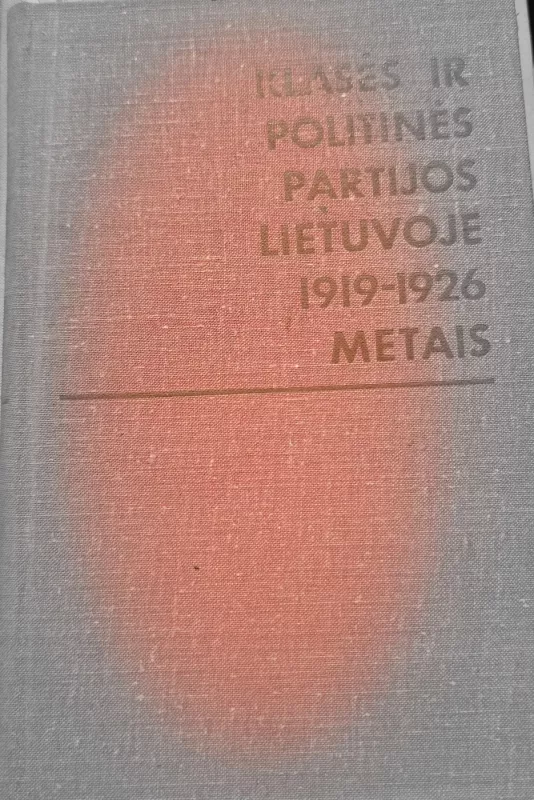 KLASĖS IR
POLITINĖS
PARTIJOS
LIETUVOJE
1919-1926
METAIS